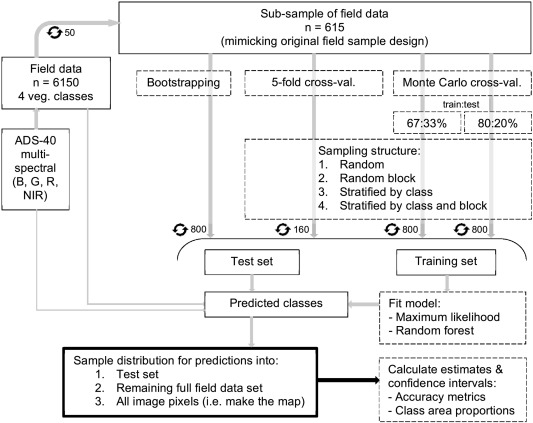 Sub-sample of field data
n = 615
(mimicking original field sample design)
50
Field data
n = 6150
4 veg. classes
Bootstrapping
5-fold cross-val.
Monte Carlo cross-val.
train:test
67:33%
80:20%
ADS-40
multi-
spectral
(B, G, R,
NIR)
Sampling structure:
1. Random
2. Random block
3. Stratified by class
4. Stratified by class and block
800
160
800
800
Test set
Training set
Predicted classes
Fit model:
- Maximum likelihood
- Random forest
Sample distribution for predictions into:
1. Test set
2. Remaining full field data set
3. All image pixels (i.e. make the map)
Calculate estimates &
confidence intervals:
- Accuracy metrics
- Class area proportions